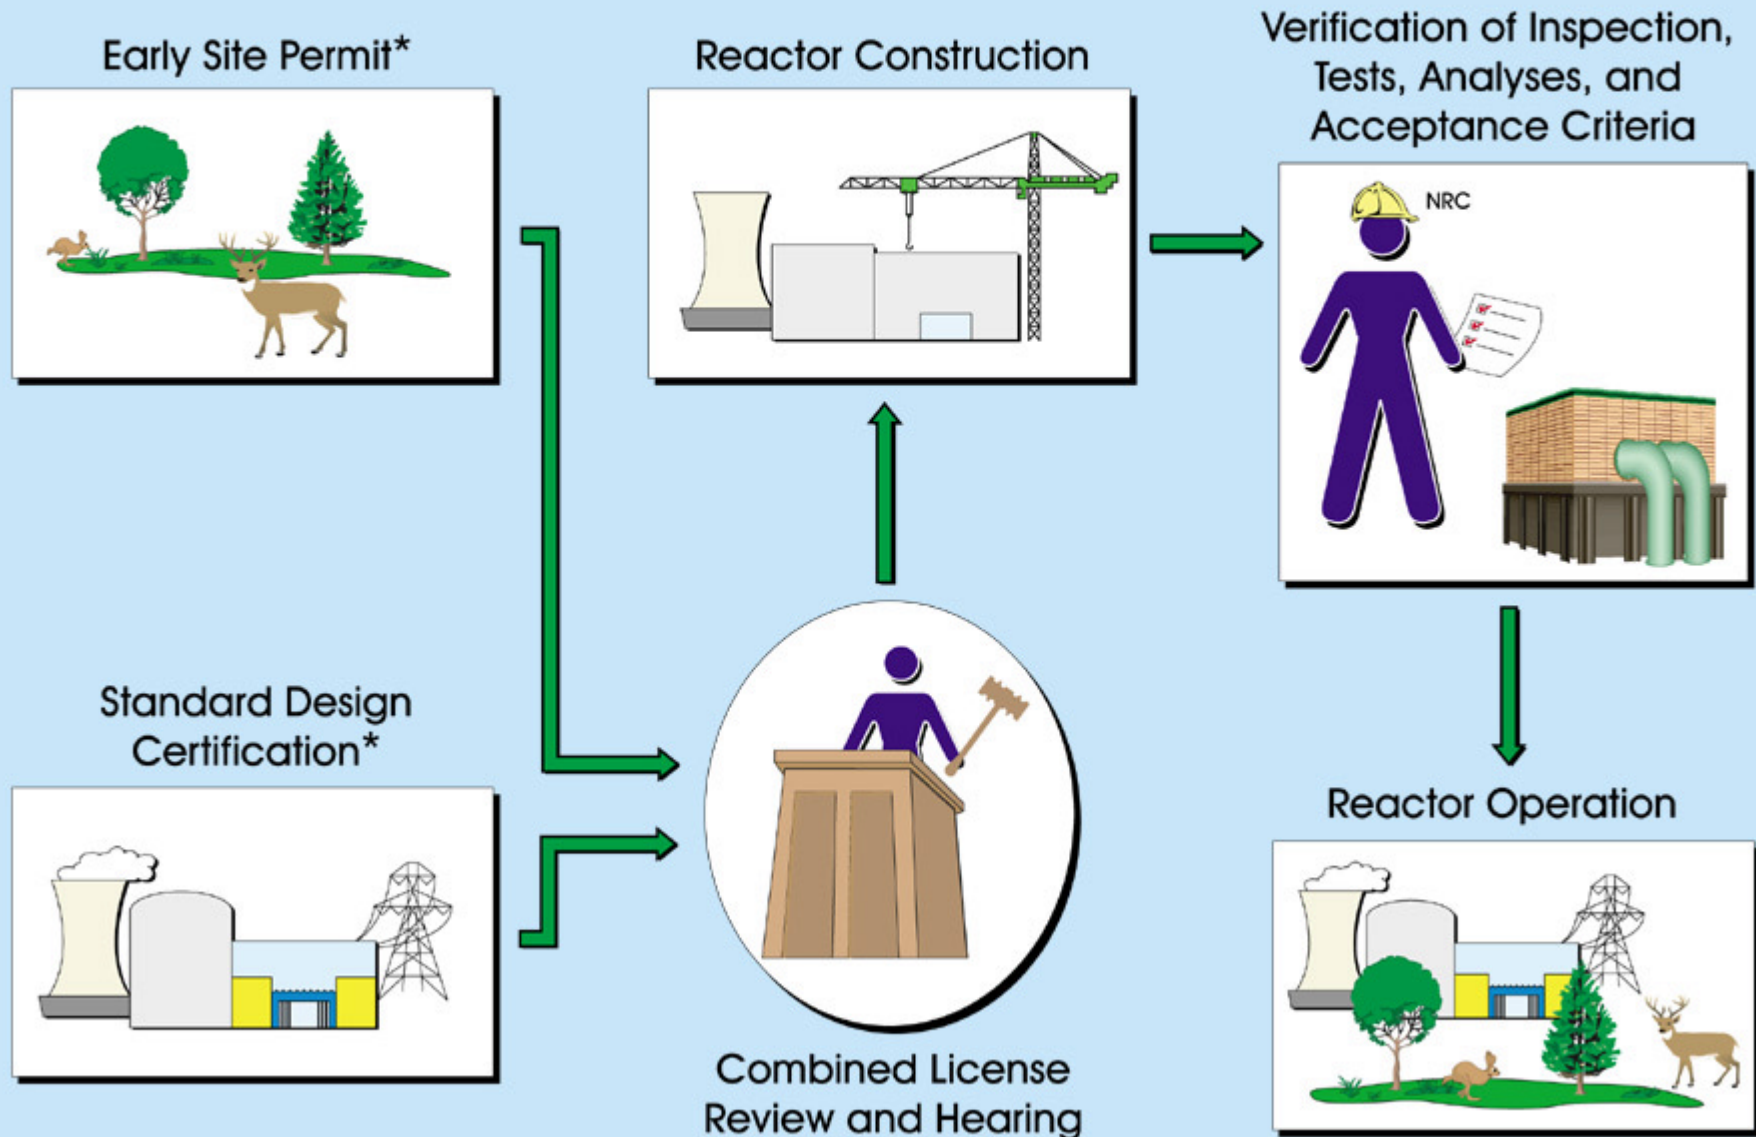 Early Site Permit*
Reactor Construction
Verification of Inspection,
Tests, Analyses, and
Acceptance Criteria
NRC
Standard Design
Certification*
Combined License
Review and Hearing
Reactor Operation